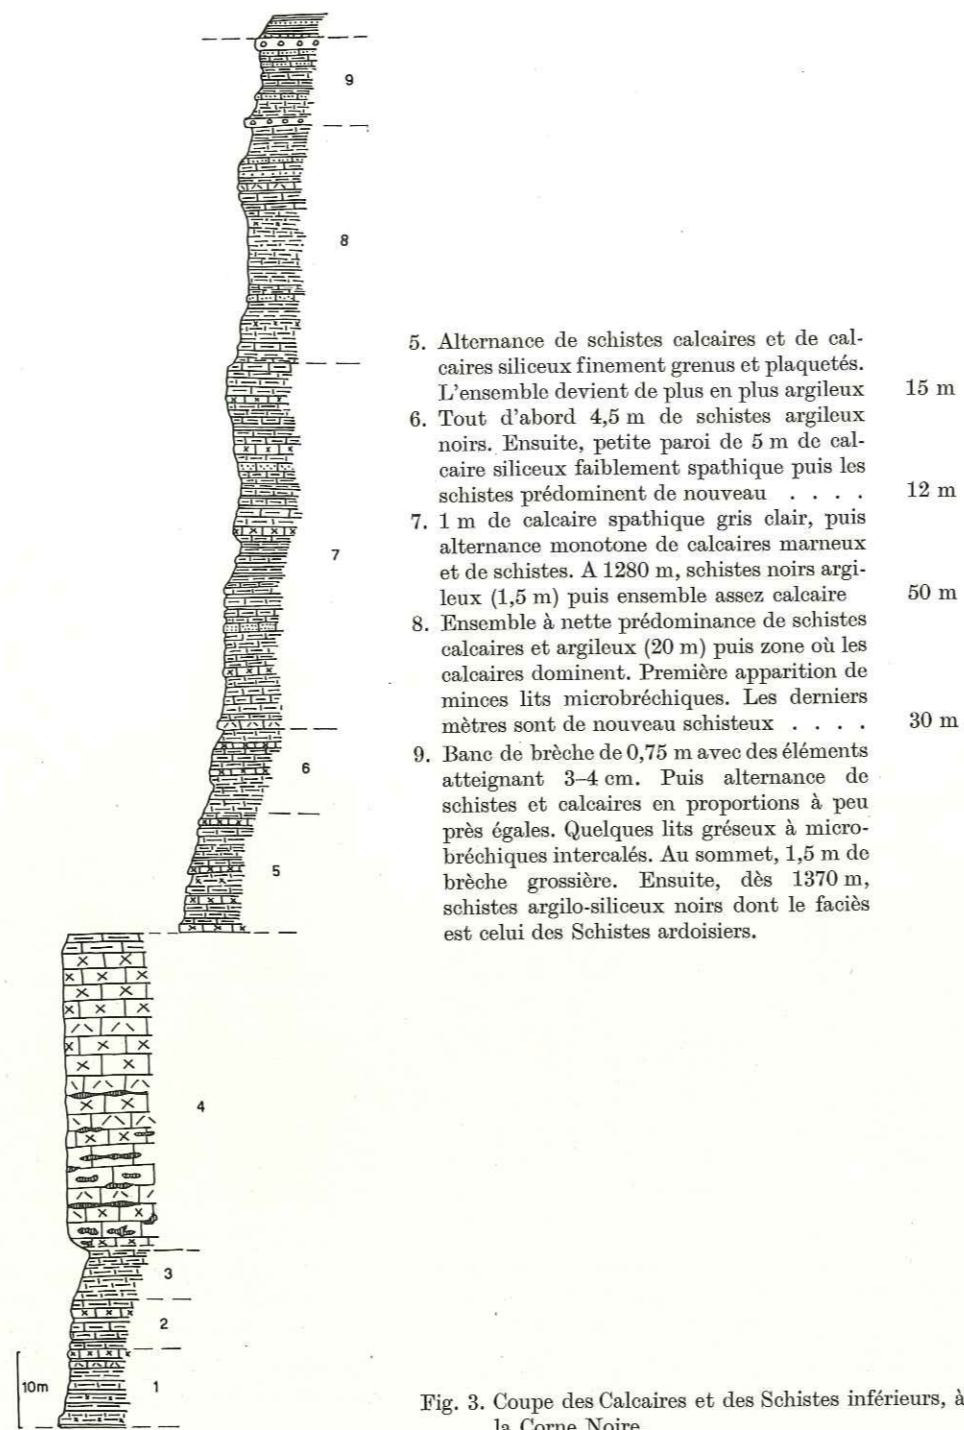 9
8
7
6
5
4
3
2
1
10m
5. Alternance de schistes calcaires et de cal-
caires siliceux finement grenus et plaquetés.
L'ensemble devient de plus en plus argileux 15 m
6. Tout d'abord 4,5 m de schistes argileux
noirs. Ensuite, petite paroi de 5 m de cal-
caire siliceux faiblement spathique puis les
schistes prédominent de nouveau . . . . 12 m
7. 1 m de calcaire spathique gris clair, puis
alternance monotone de calcaires marneux
et de schistes. A 1280 m, schistes noirs argi-
leux (1,5 m) puis ensemble assez calcaire 50 m
8. Ensemble à nette prédominance de schistes
calcaires et argileux (20 m) puis zone où les
calcaires dominent. Première apparition de
minces lits microbréchiques. Les derniers
mètres sont de nouveau schisteux . . . . 30 m
9. Banc de brèche de 0,75 m avec des éléments
atteignant 3–4 cm. Puis alternance de
schistes et calcaires en proportions à peu
près égales. Quelques lits gréseux à micro-
bréchiques intercalés. Au sommet, 1,5 m de
brèche grossière. Ensuite, dès 1370 m,
schistes argilo-siliceux noirs dont le faciès
est celui des Schistes ardoisiers.
Fig. 3. Coupe des Calcaires et des Schistes inférieurs, à
la Corne Noire